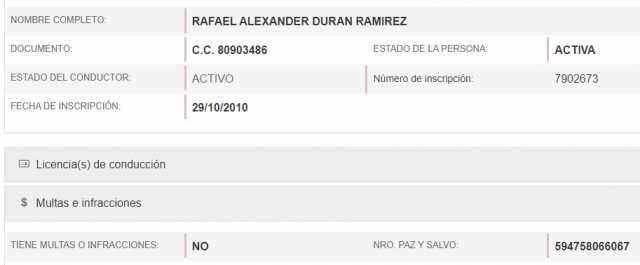 NOMBRE COMPLETO: RAFAEL ALEXANDER DURAN RAMIREZ
DOCUMENTO: C.C. 80903486 ESTADO DE LA PERSONA: ACTIVA
ESTADO DEL CONDUCTOR: ACTIVO Número de inscripción: 7902673
FECHA DE INSCRIPCIÓN: 29/10/2010
Licencia(s) de conducción
$ Multas e infracciones
TIENE MULTAS O INFRACCIONES: NO NRO. PAZ Y SALVO: 594758066067